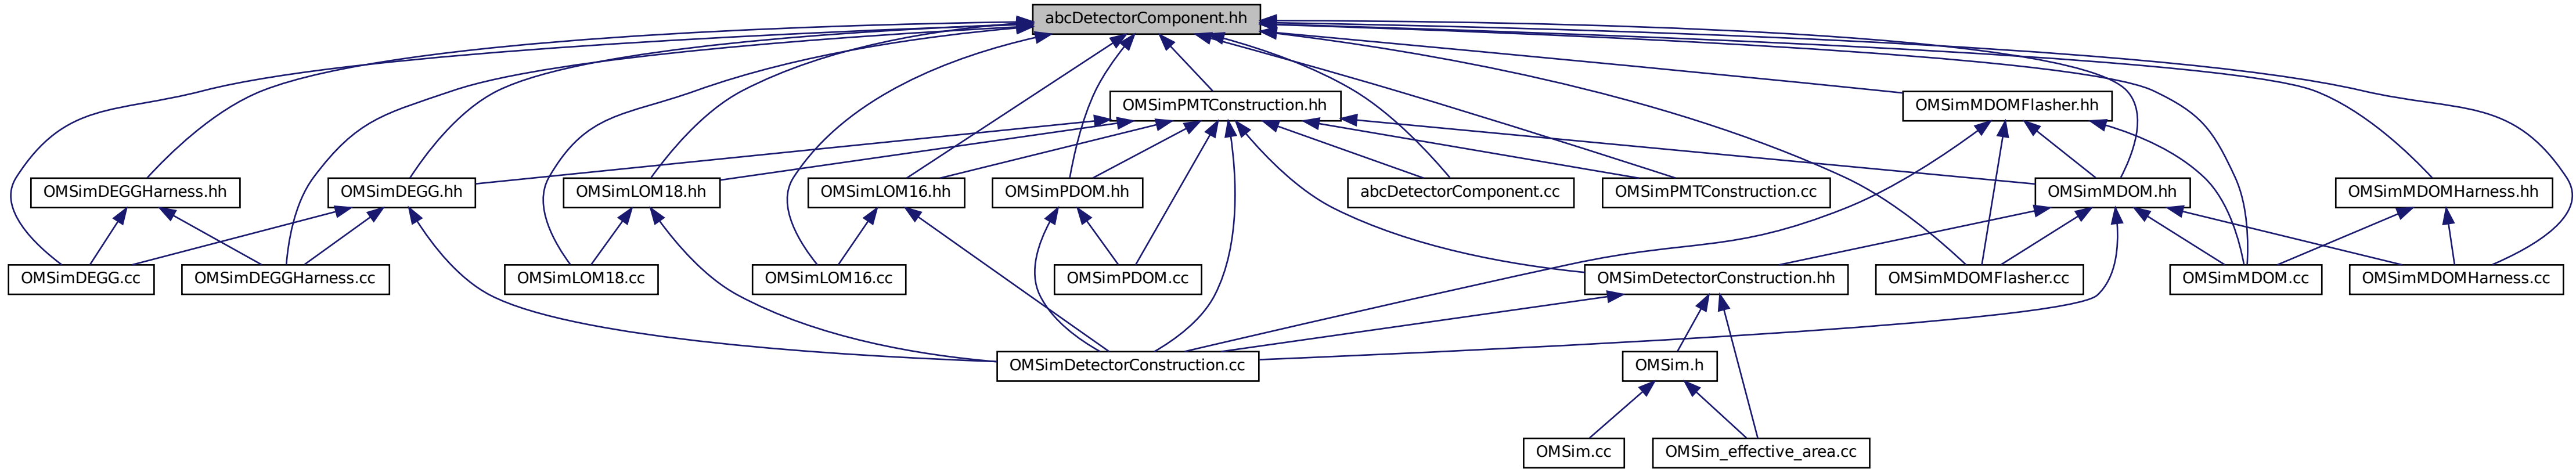 abcDetectorComponent.hh
OMSimPMTConstruction.hh
OMSimMDOMFlasher.hh
OMSimDEGGHarness.hh
OMSimDEGG.hh
OMSimLOM18.hh
OMSimLOM16.hh
OMSimPDOM.hh
abcDetectorComponent.cc
OMSimPMTConstruction.cc
OMSimMDOM.hh
OMSimMDOMHarness.hh
OMSimDEGG.cc
OMSimDEGGHarness.cc
OMSimLOM18.cc
OMSimLOM16.cc
OMSimPDOM.cc
OMSimDetectorConstruction.hh
OMSimMDOMFlasher.cc
OMSimMDOM.cc
OMSimMDOMHarness.cc
OMSimDetectorConstruction.cc
OMSim.h
OMSim.cc
OMSim_effective_area.cc